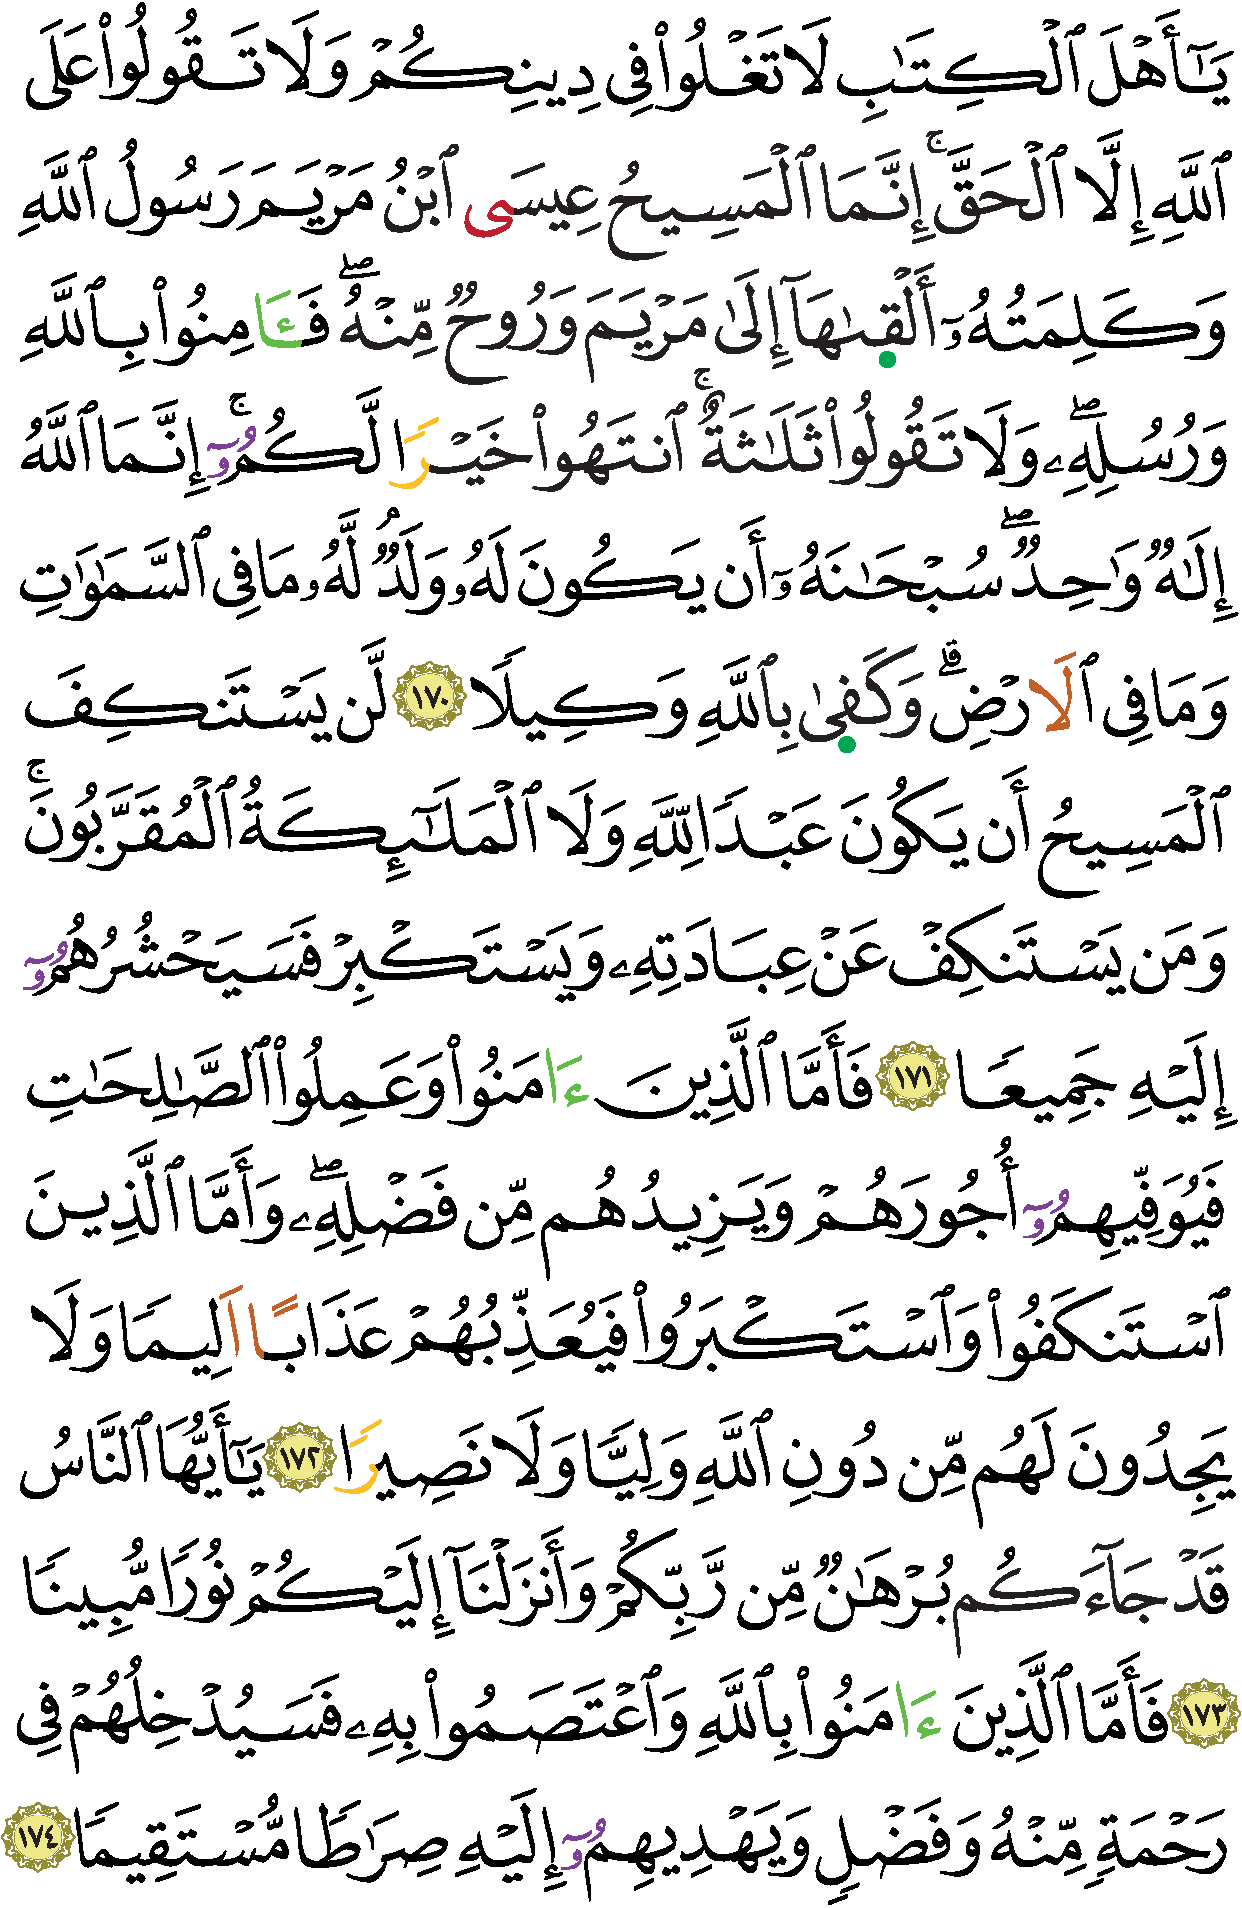 يَـٰٓأَهْلَ ٱلْكِتَـٰبِ لَا تَغْلُوا۟ فِى دِينِكُمْ وَلَا تَقُولُوا۟ عَلَى
ٱللَّهِ إِلَّا ٱلْحَقَّ ۚ إِنَّمَا ٱلْمَسِيحُ عِيسَى ٱبْنُ مَرْيَمَ رَسُولُ ٱللَّهِ
وَكَلِمَتُهُۥٓ أَلْقىٰهَآ إِلَىٰ مَرْيَمَ وَرُوحٌ مِّنْهُ ۖ فَـَٔامِنُوا۟ بِٱللَّهِ
وَرُسُلِهِۦ ۖ وَلَا تَقُولُوا۟ ثَلَـٰثَةٌ ۚ ٱنتَهُوا۟ خَيْرًا لَّكُمُۥٓ ۚ إِنَّمَا ٱللَّهُ
إِلَـٰهٌ وَٰحِدٌ ۖ سُبْحَـٰنَهُۥٓ أَن يَكُونَ لَهُۥ وَلَدٌ ۘ لَّهُۥ مَا فِى ٱلسَّمَـٰوَٰتِ
وَمَا فِى ٱلَارْضِ ۗ وَكَفىٰ بِٱللَّهِ وَكِيلًا ١٧٠ لَّن يَسْتَنكِفَ
ٱلْمَسِيحُ أَن يَكُونَ عَبْدًا لِلَّهِ وَلَا ٱلْمَلَـٰٓئِكَةُ ٱلْمُقَرَّبُونَ ۚ
وَمَن يَسْتَنكِفْ عَنْ عِبَادَتِهِۦ وَيَسْتَكْبِرْ فَسَيَحْشُرُهُمُۥٓ
إِلَيْهِ جَمِيعًا ١٧١ فَأَمَّا ٱلَّذِينَ ءَامَنُوا۟ وَعَمِلُوا۟ ٱلصَّـٰلِحَـٰتِ
فَيُوَفِّيهِمُۥٓ أُجُورَهُمْ وَيَزِيدُهُم مِّن فَضْلِهِۦ ۖ وَأَمَّا ٱلَّذِينَ
ٱسْتَنكَفُوا۟ وَٱسْتَكْبَرُوا۟ فَيُعَذِّبُهُمْ عَذَابًا اَلِيمًا وَلَا
يَجِدُونَ لَهُم مِّن دُونِ ٱللَّهِ وَلِيًّا وَلَا نَصِيرًا ١٧٢ يَـٰٓأَيُّهَا ٱلنَّاسُ
قَدْ جَآءَكُم بُرْهَـٰنٌ مِّن رَّبِّكُمْ وَأَنزَلْنَآ إِلَيْكُمْ نُورًا مُّبِينًا
١٧٣ فَأَمَّا ٱلَّذِينَ ءَامَنُوا۟ بِٱللَّهِ وَٱعْتَصَمُوا۟ بِهِۦ فَسَيُدْخِلُهُمْ فِى
رَحْمَةٍ مِّنْهُ وَفَضْلٍ وَيَهْدِيهِمُۥٓ إِلَيْهِ صِرَٰطًا مُّسْتَقِيمًا ١٧٤